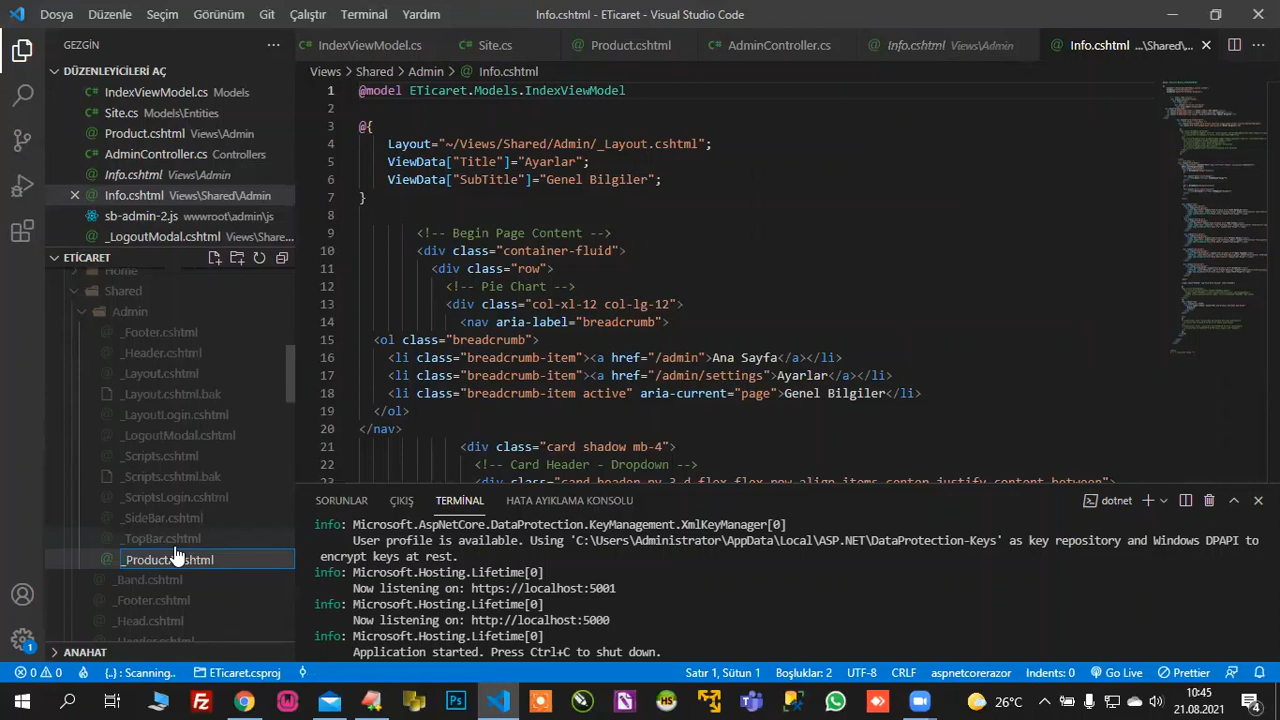 Dosya Düzenle Seçim Görünüm Git Çalıştır Terminal Yardım
Info.cshtml - ETicaret - Visual Studio Code
GEZGİN
IndexViewModel.cs
Site.cs
Product.cshtml
AdminController.cs
Info.cshtml Views\Admin
Info.cshtml ...\Shared\...
DÜZENLEYİCİLERİ AÇ
IndexViewModel.cs Models
Site.cs Models\Entities
Product.cshtml Views\Admin
AdminController.cs Controllers
Info.cshtml Views\Admin
Info.cshtml Views\Shared\Admin
sb-admin-2.js wwwroot\admin\js
_LogoutModal.cshtml Views\Share...
ETİCARET
Home
Shared
Admin
_Footer.cshtml
_Header.cshtml
_Layout.cshtml
_Layout.cshtml.bak
_LayoutLogin.cshtml
_LogoutModal.cshtml
_Scripts.cshtml
_Scripts.cshtml.bak
_ScriptsLogin.cshtml
_SideBar.cshtml
_TopBar.cshtml
_Band.cshtml
_Footer.cshtml
_Head.cshtml
ANAHAT
Views > Shared > Admin > Info.cshtml
1 @model ETicaret.Models.IndexViewModel
2
3 @{
4 Layout="~/Views/Shared/Admin/_Layout.cshtml";
5 ViewData["Title"]="Ayarlar";
6 ViewData["SubTitle"]="Genel Bilgiler";
7 }
8
9 <!-- Begin Page Content -->
10 <div class="container-fluid">
11 <div class="row">
12 <!-- Pie Chart -->
13 <div class="col-xl-12 col-lg-12">
14 <nav aria-label="breadcrumb">
15 <ol class="breadcrumb">
16 <li class="breadcrumb-item"><a href="/admin">Ana Sayfa</a></li>
17 <li class="breadcrumb-item"><a href="/admin/settings">Ayarlar</a></li>
18 <li class="breadcrumb-item active" aria-current="page">Genel Bilgiler</li>
19 </ol>
20 </nav>
21 <div class="card shadow mb-4">
22 <!-- Card Header - Dropdown -->
SORUNLAR ÇIKIŞ TERMİNAL HATA AYIKLAMA KONSOLU
dotnet
info: Microsoft.AspNetCore.DataProtection.KeyManagement.XmlKeyManager[0]
User profile is available. Using 'C:\Users\Administrator\AppData\Local\ASP.NET\DataProtection-Keys' as key repository and Windows DPAPI to
encrypt keys at rest.
info: Microsoft.Hosting.Lifetime[0]
Now listening on: https://localhost:5001
info: Microsoft.Hosting.Lifetime[0]
Now listening on: http://localhost:5000
info: Microsoft.Hosting.Lifetime[0]
Application started. Press Ctrl+C to shut down.
0 0 {..} : Scanning.. ETicaret.csproj
Satır 1, Sütun 1 Boşluklar: 2 UTF-8 CRLF aspnetcorerazor Indents: 0 Go Live Prettier
26°C
10:45
21.08.2021